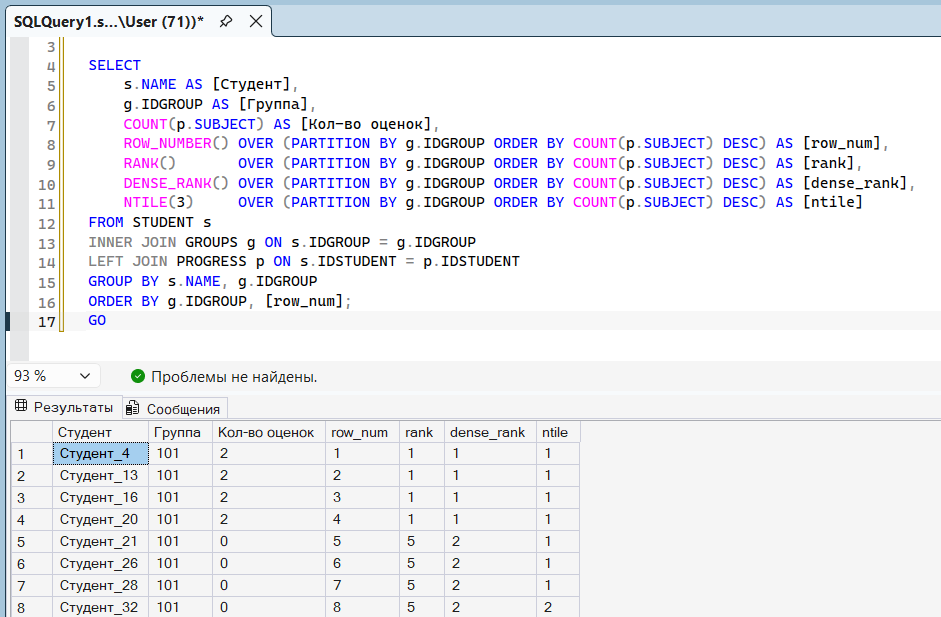 SQLQuery1.s...\User (71))*
3
4 SELECT
5 s.NAME AS [Студент],
6 g.IDGROUP AS [Группа],
7 COUNT(p.SUBJECT) AS [Кол-во оценок],
8 ROW_NUMBER() OVER (PARTITION BY g.IDGROUP ORDER BY COUNT(p.SUBJECT) DESC) AS [row_num],
9 RANK() OVER (PARTITION BY g.IDGROUP ORDER BY COUNT(p.SUBJECT) DESC) AS [rank],
10 DENSE_RANK() OVER (PARTITION BY g.IDGROUP ORDER BY COUNT(p.SUBJECT) DESC) AS [dense_rank],
11 NTILE(3) OVER (PARTITION BY g.IDGROUP ORDER BY COUNT(p.SUBJECT) DESC) AS [ntile]
12 FROM STUDENT s
13 INNER JOIN GROUPS g ON s.IDGROUP = g.IDGROUP
14 LEFT JOIN PROGRESS p ON s.IDSTUDENT = p.IDSTUDENT
15 GROUP BY s.NAME, g.IDGROUP
16 ORDER BY g.IDGROUP, [row_num];
17 GO
93 % Проблемы не найдены.
Результаты Сообщения
Студент Группа Кол-во оценок row_num rank dense_rank ntile
1 Студент_4 101 2 1 1 1 1
2 Студент_13 101 2 2 1 1 1
3 Студент_16 101 2 3 1 1 1
4 Студент_20 101 2 4 1 1 1
5 Студент_21 101 0 5 5 2 1
6 Студент_26 101 0 6 5 2 1
7 Студент_28 101 0 7 5 2 1
8 Студент_32 101 0 8 5 2 2